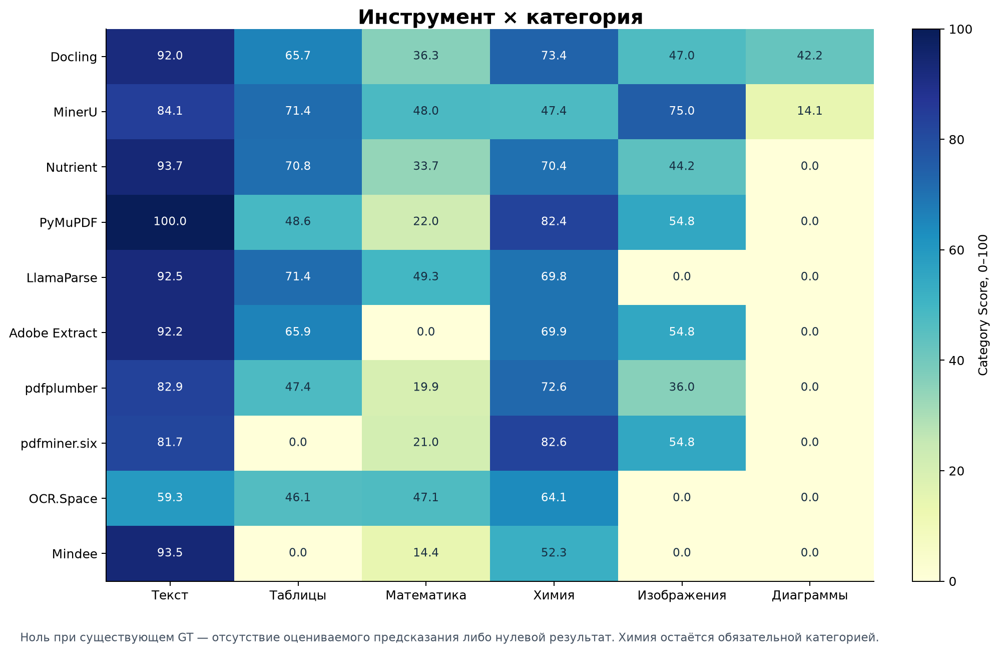 Инструмент × категория
Docling 92.0 65.7 36.3 73.4 47.0 42.2
MinerU 84.1 71.4 48.0 47.4 75.0 14.1
Nutrient 93.7 70.8 33.7 70.4 44.2 0.0
PyMuPDF 100.0 48.6 22.0 82.4 54.8 0.0
LlamaParse 92.5 71.4 49.3 69.8 0.0 0.0
Adobe Extract 92.2 65.9 0.0 69.9 54.8 0.0
pdfplumber 82.9 47.4 19.9 72.6 36.0 0.0
pdfminer.six 81.7 0.0 21.0 82.6 54.8 0.0
OCR.Space 59.3 46.1 47.1 64.1 0.0 0.0
Mindee 93.5 0.0 14.4 52.3 0.0 0.0
Текст Таблицы Математика Химия Изображения Диаграммы
100
80
60
40
20
0
Category Score, 0–100
Ноль при существующем GT — отсутствие оцениваемого предсказания либо нулевой результат. Химия остаётся обязательной категорией.